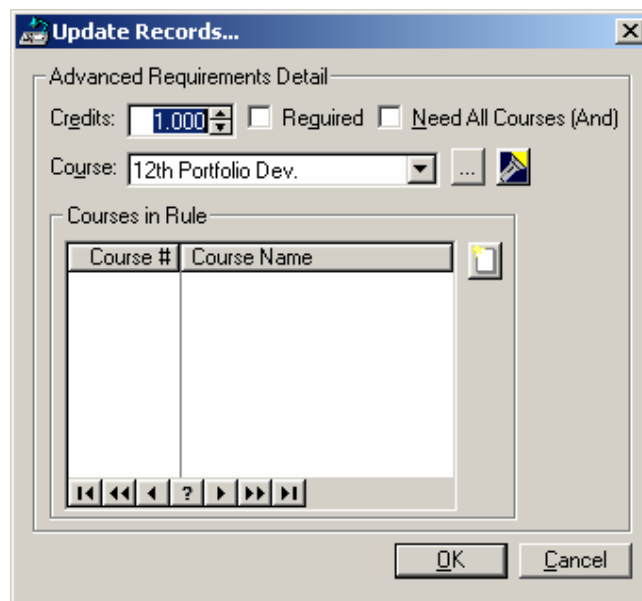 Update Records...
Advanced Requirements Detail
Credits: 1.000 Required Need All Courses (And)
Course: 12th Portfolio Dev. ...
Courses in Rule
Course # Course Name
?
OK Cancel